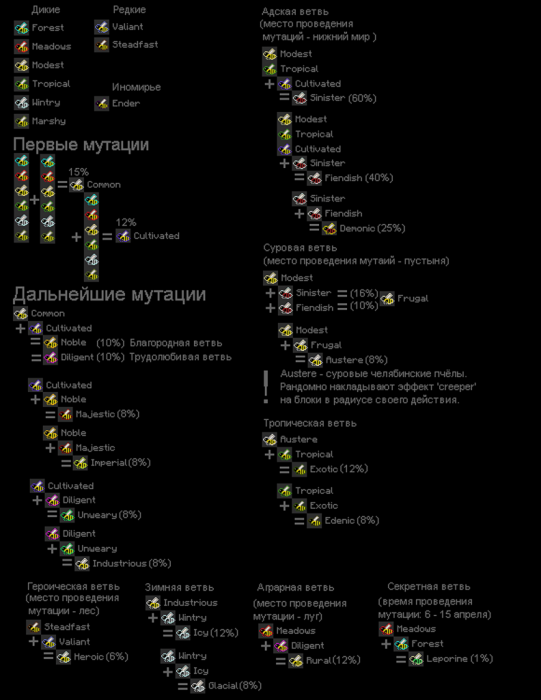 Дикие
Редкие
Forest
Valiant
Meadows
Steadfast
Modest
Tropical
Иномирье
Wintry
Ender
Marshy
Первые мутации
15%
+
=
Common
12%
+
=
Cultivated
Дальнейшие мутации
Common
+ Cultivated
= Noble (10%) Благородная ветвь
= Diligent (10%) Трудолюбивая ветвь
Cultivated
+ Noble
= Majestic (8%)
Noble
+ Majestic
= Imperial(8%)
Cultivated
+ Diligent
= Unweary (8%)
Diligent
+ Unweary
= Industrious (8%)
Адская ветвь
(место проведения
мутаций - нижний мир )
Modest
Tropical
+ Cultivated
= Sinister (60%)
Modest
Tropical
Cultivated
+ Sinister
= Fiendish (40%)
Sinister
+ Fiendish
= Demonic (25%)
Суровая ветвь
(место проведения мутаий - пустыня)
Modest
+ Sinister = (16%)
+ Fiendish = (10%)
Frugal
Modest
+ Frugal
= Austere (8%)
! Austere - суровые челябинские пчёлы.
Рандомно накладывают эффект 'creeper'
на блоки в радиусе своего действия.
Тропическая ветвь
Austere
+ Tropical
= Exotic (12%)
Tropical
+ Exotic
= Edenic (8%)
Героическая ветвь
(место проведения
мутации - лес)
Steadfast
+ Valiant
= Heroic (6%)
Зимняя ветвь
Industrious
+ Wintry
= Icy (12%)
Wintry
+ Icy
= Glacial(8%)
Аграрная ветвь
(место проведения
мутации - луг)
Meadows
+ Diligent
= Rural(12%)
Секретная ветвь
(время проведения
мутации: 6 - 15 апреля)
Meadows
+ Forest
= Leporine (1%)